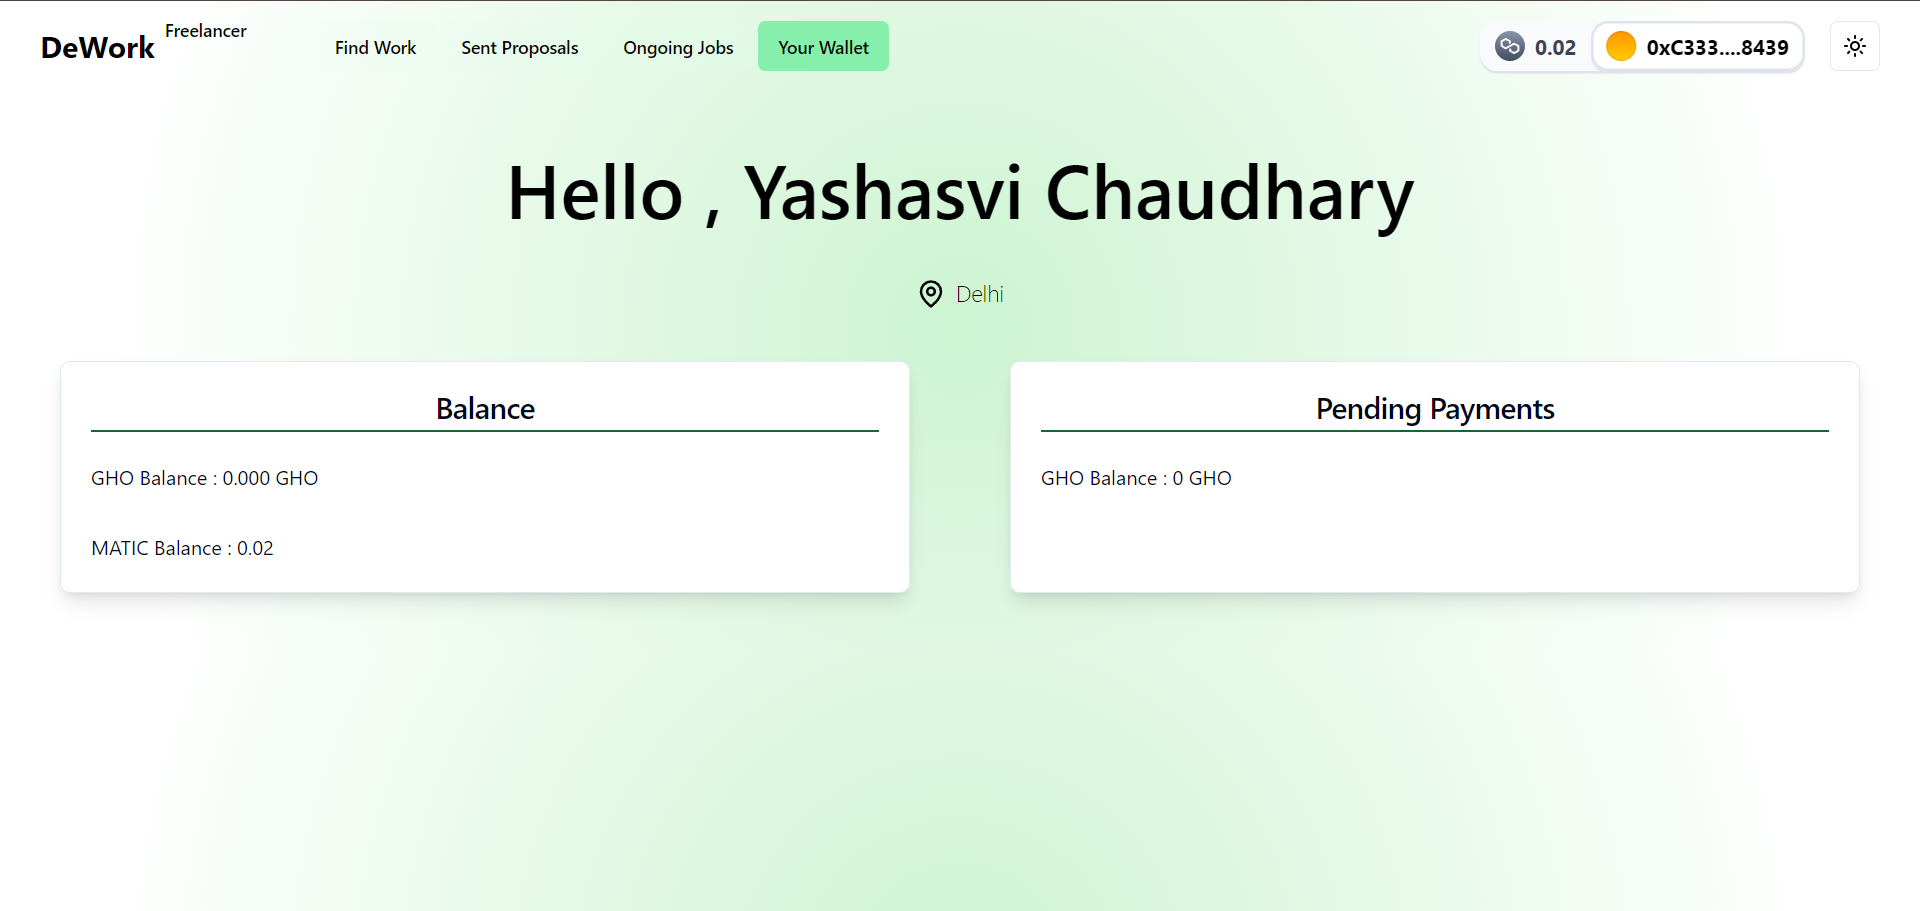 DeWork Freelancer
Find Work Sent Proposals Ongoing Jobs Your Wallet
0.02 0xC333....8439
Hello , Yashasvi Chaudhary
Delhi
Balance
GHO Balance : 0.000 GHO
MATIC Balance : 0.02
Pending Payments
GHO Balance : 0 GHO